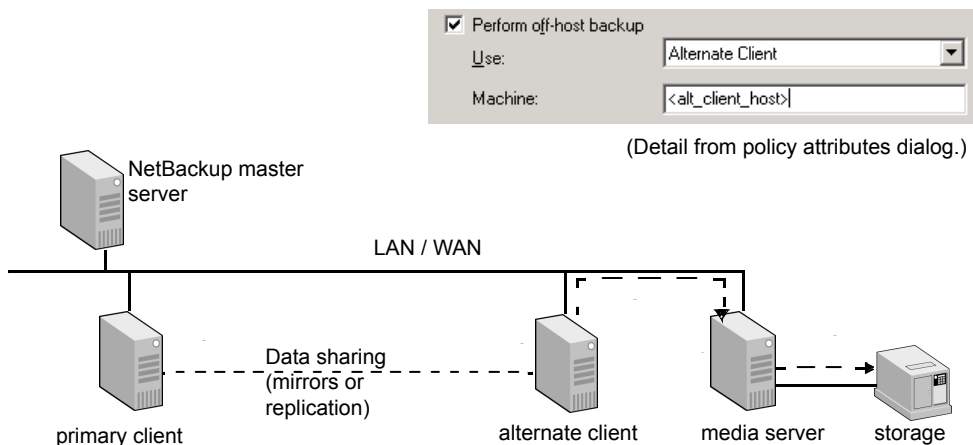 Perform off-host backup
Use:
Alternate Client
Machine:
<alt_client_host>
(Detail from policy attributes dialog.)
NetBackup master
server
LAN / WAN
Data sharing
(mirrors or
replication)
primary client
alternate client
media server
storage